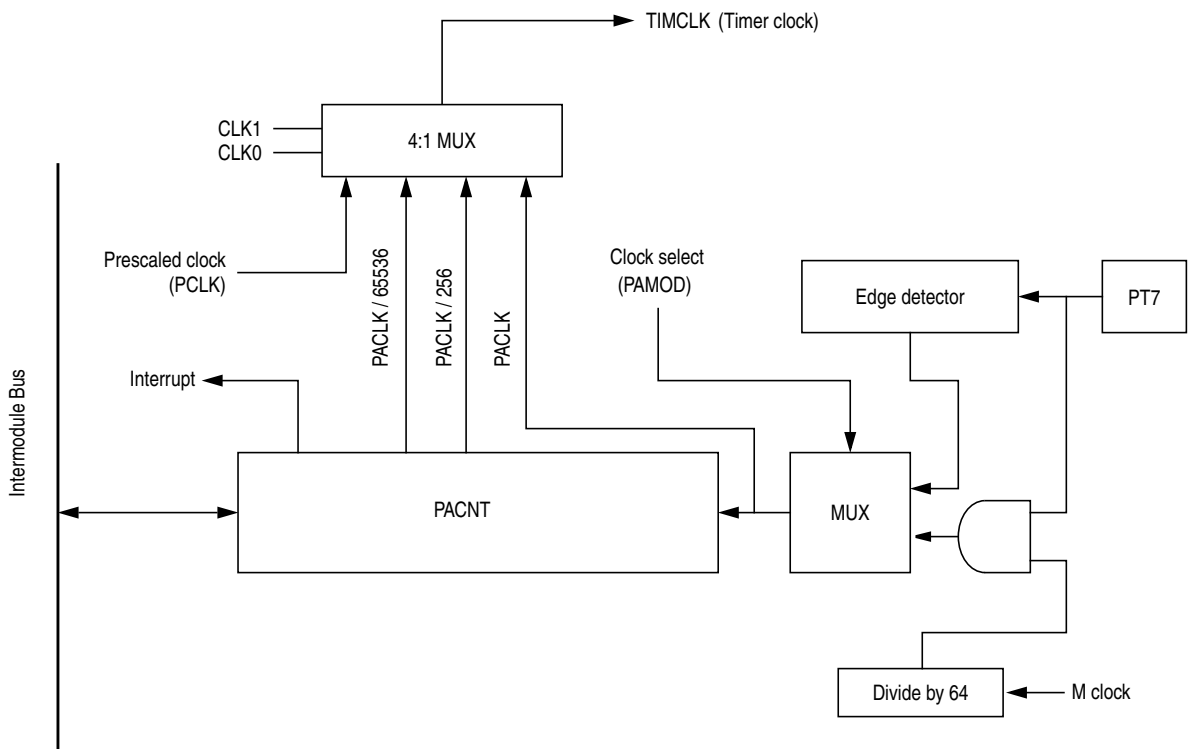 TIMCLK (Timer clock)
CLK1
CLK0
4:1 MUX
Prescaled clock
(PCLK)
PACLK / 65536
PACLK / 256
PACLK
Clock select
(PAMOD)
Edge detector
PT7
Interrupt
Intermodule Bus
PACNT
MUX
Divide by 64
M clock